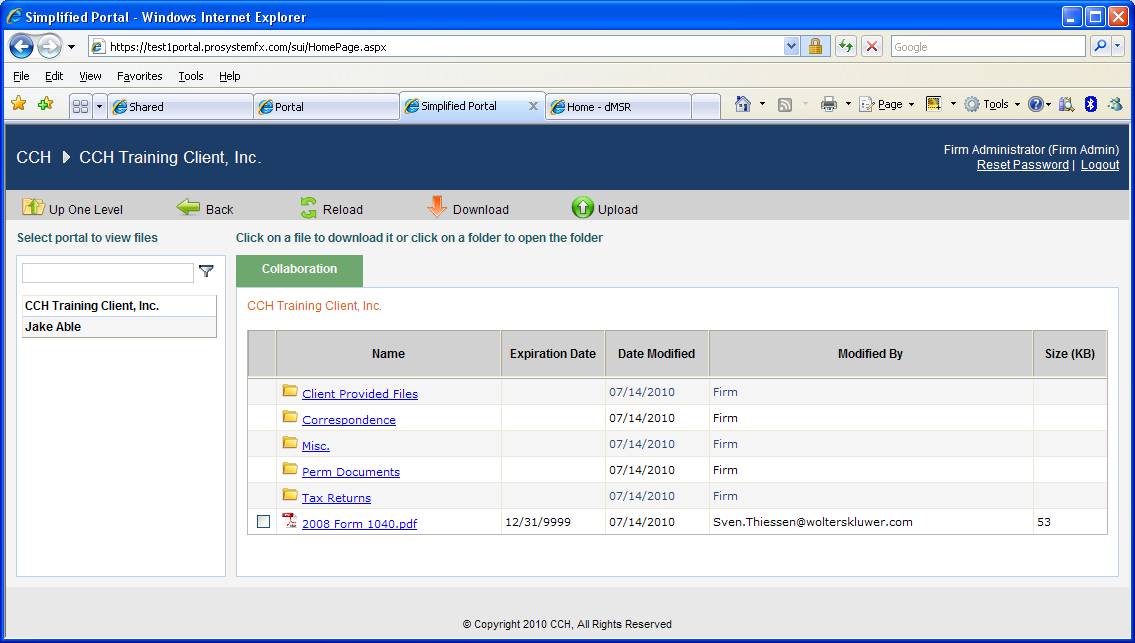 Simplified Portal - Windows Internet Explorer
https://test1portal.prosystemfx.com/sui/HomePage.aspx
Google
File Edit View Favorites Tools Help
Shared Portal Simplified Portal Home - dMSR Page Tools
CCH CCH Training Client, Inc.
Firm Administrator (Firm Admin)
Reset Password | Logout
Up One Level Back Reload Download Upload
Select portal to view files
Click on a file to download it or click on a folder to open the folder
CCH Training Client, Inc.
Jake Able
Collaboration
CCH Training Client, Inc.
Name Expiration Date Date Modified Modified By Size (KB)
Client Provided Files 07/14/2010 Firm
Correspondence 07/14/2010 Firm
Misc. 07/14/2010 Firm
Perm Documents 07/14/2010 Firm
Tax Returns 07/14/2010 Firm
2008 Form 1040.pdf 12/31/9999 07/14/2010 Sven.Thiessen@wolterskluwer.com 53
© Copyright 2010 CCH, All Rights Reserved